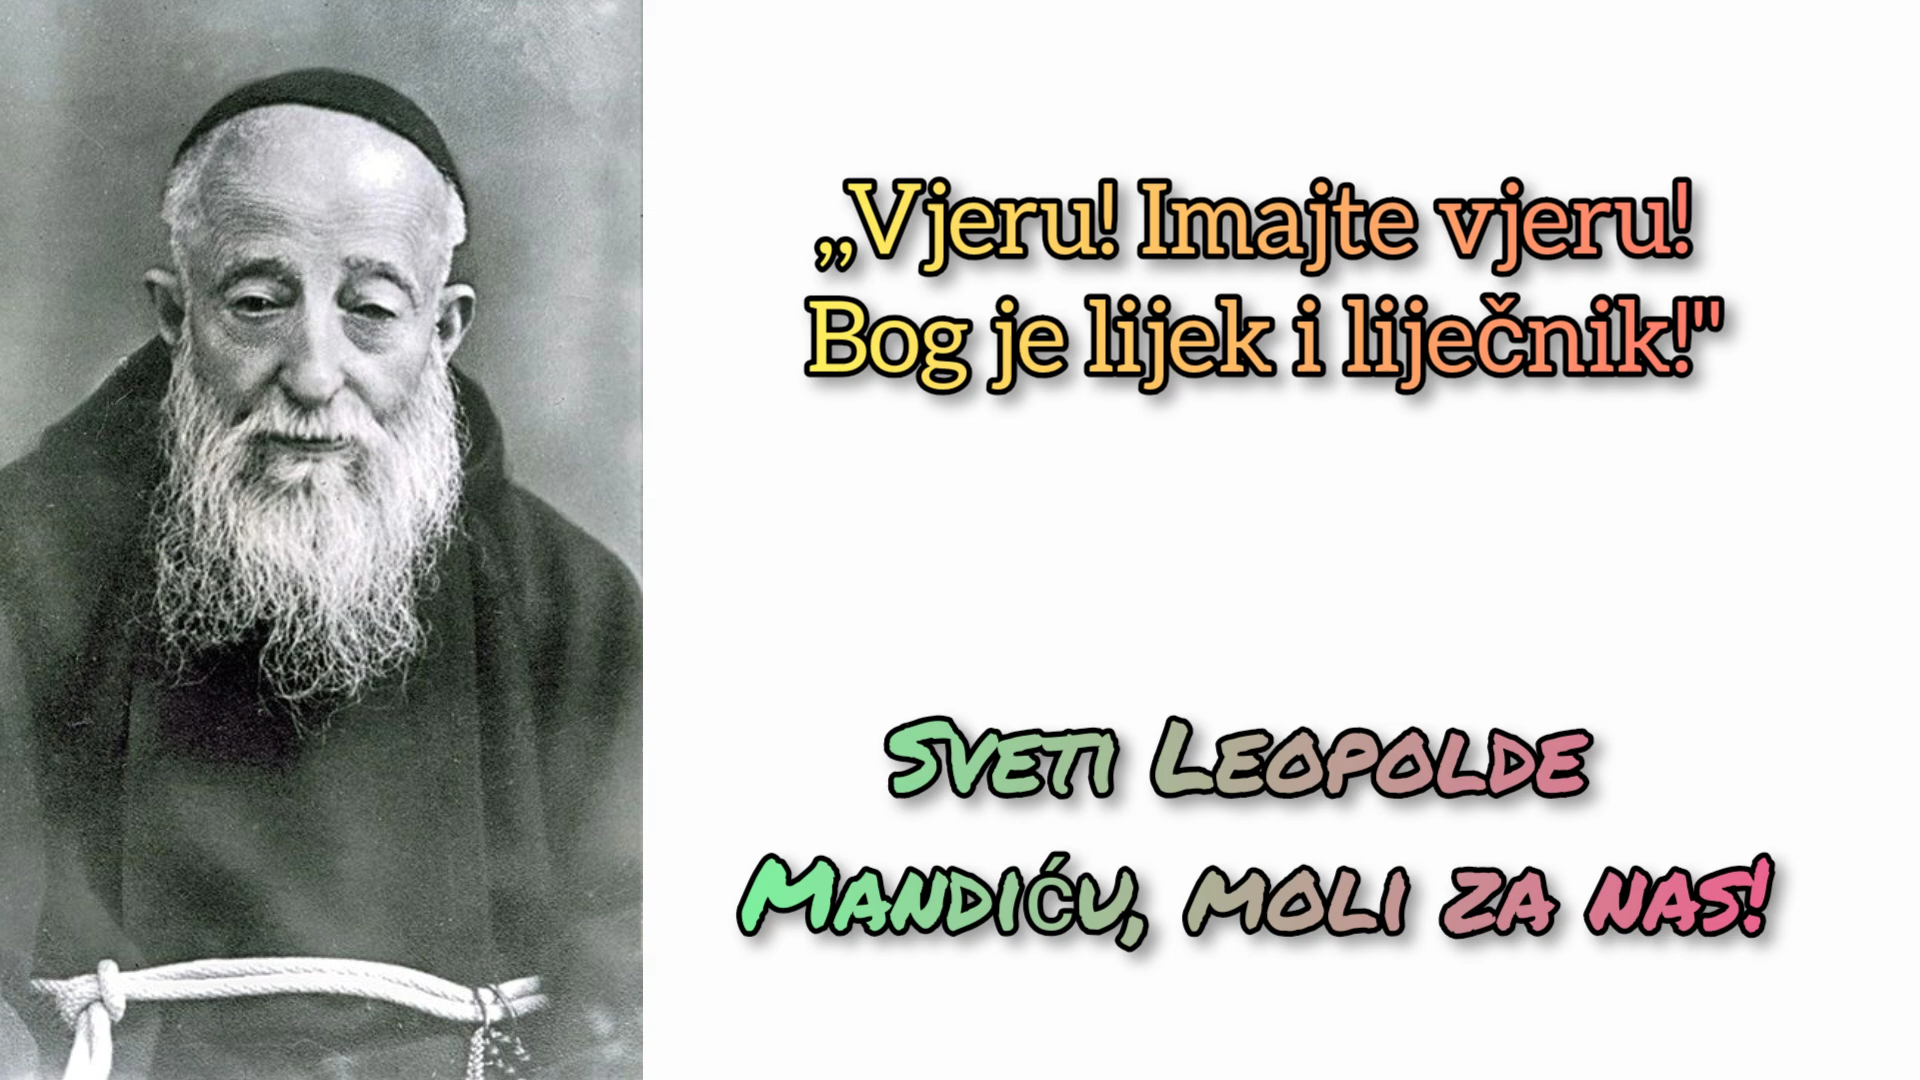 „Vjeru! Imajte vjeru!
Bog je lijek i liječnik!"
Sveti Leopolde
Mandiću, moli za nas!